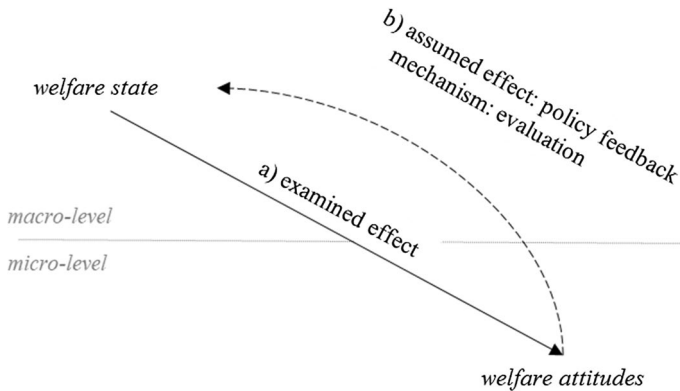 b) assumed effect: policy feedback
mechanism: evaluation
welfare state
a) examined effect
macro-level
micro-level
welfare attitudes